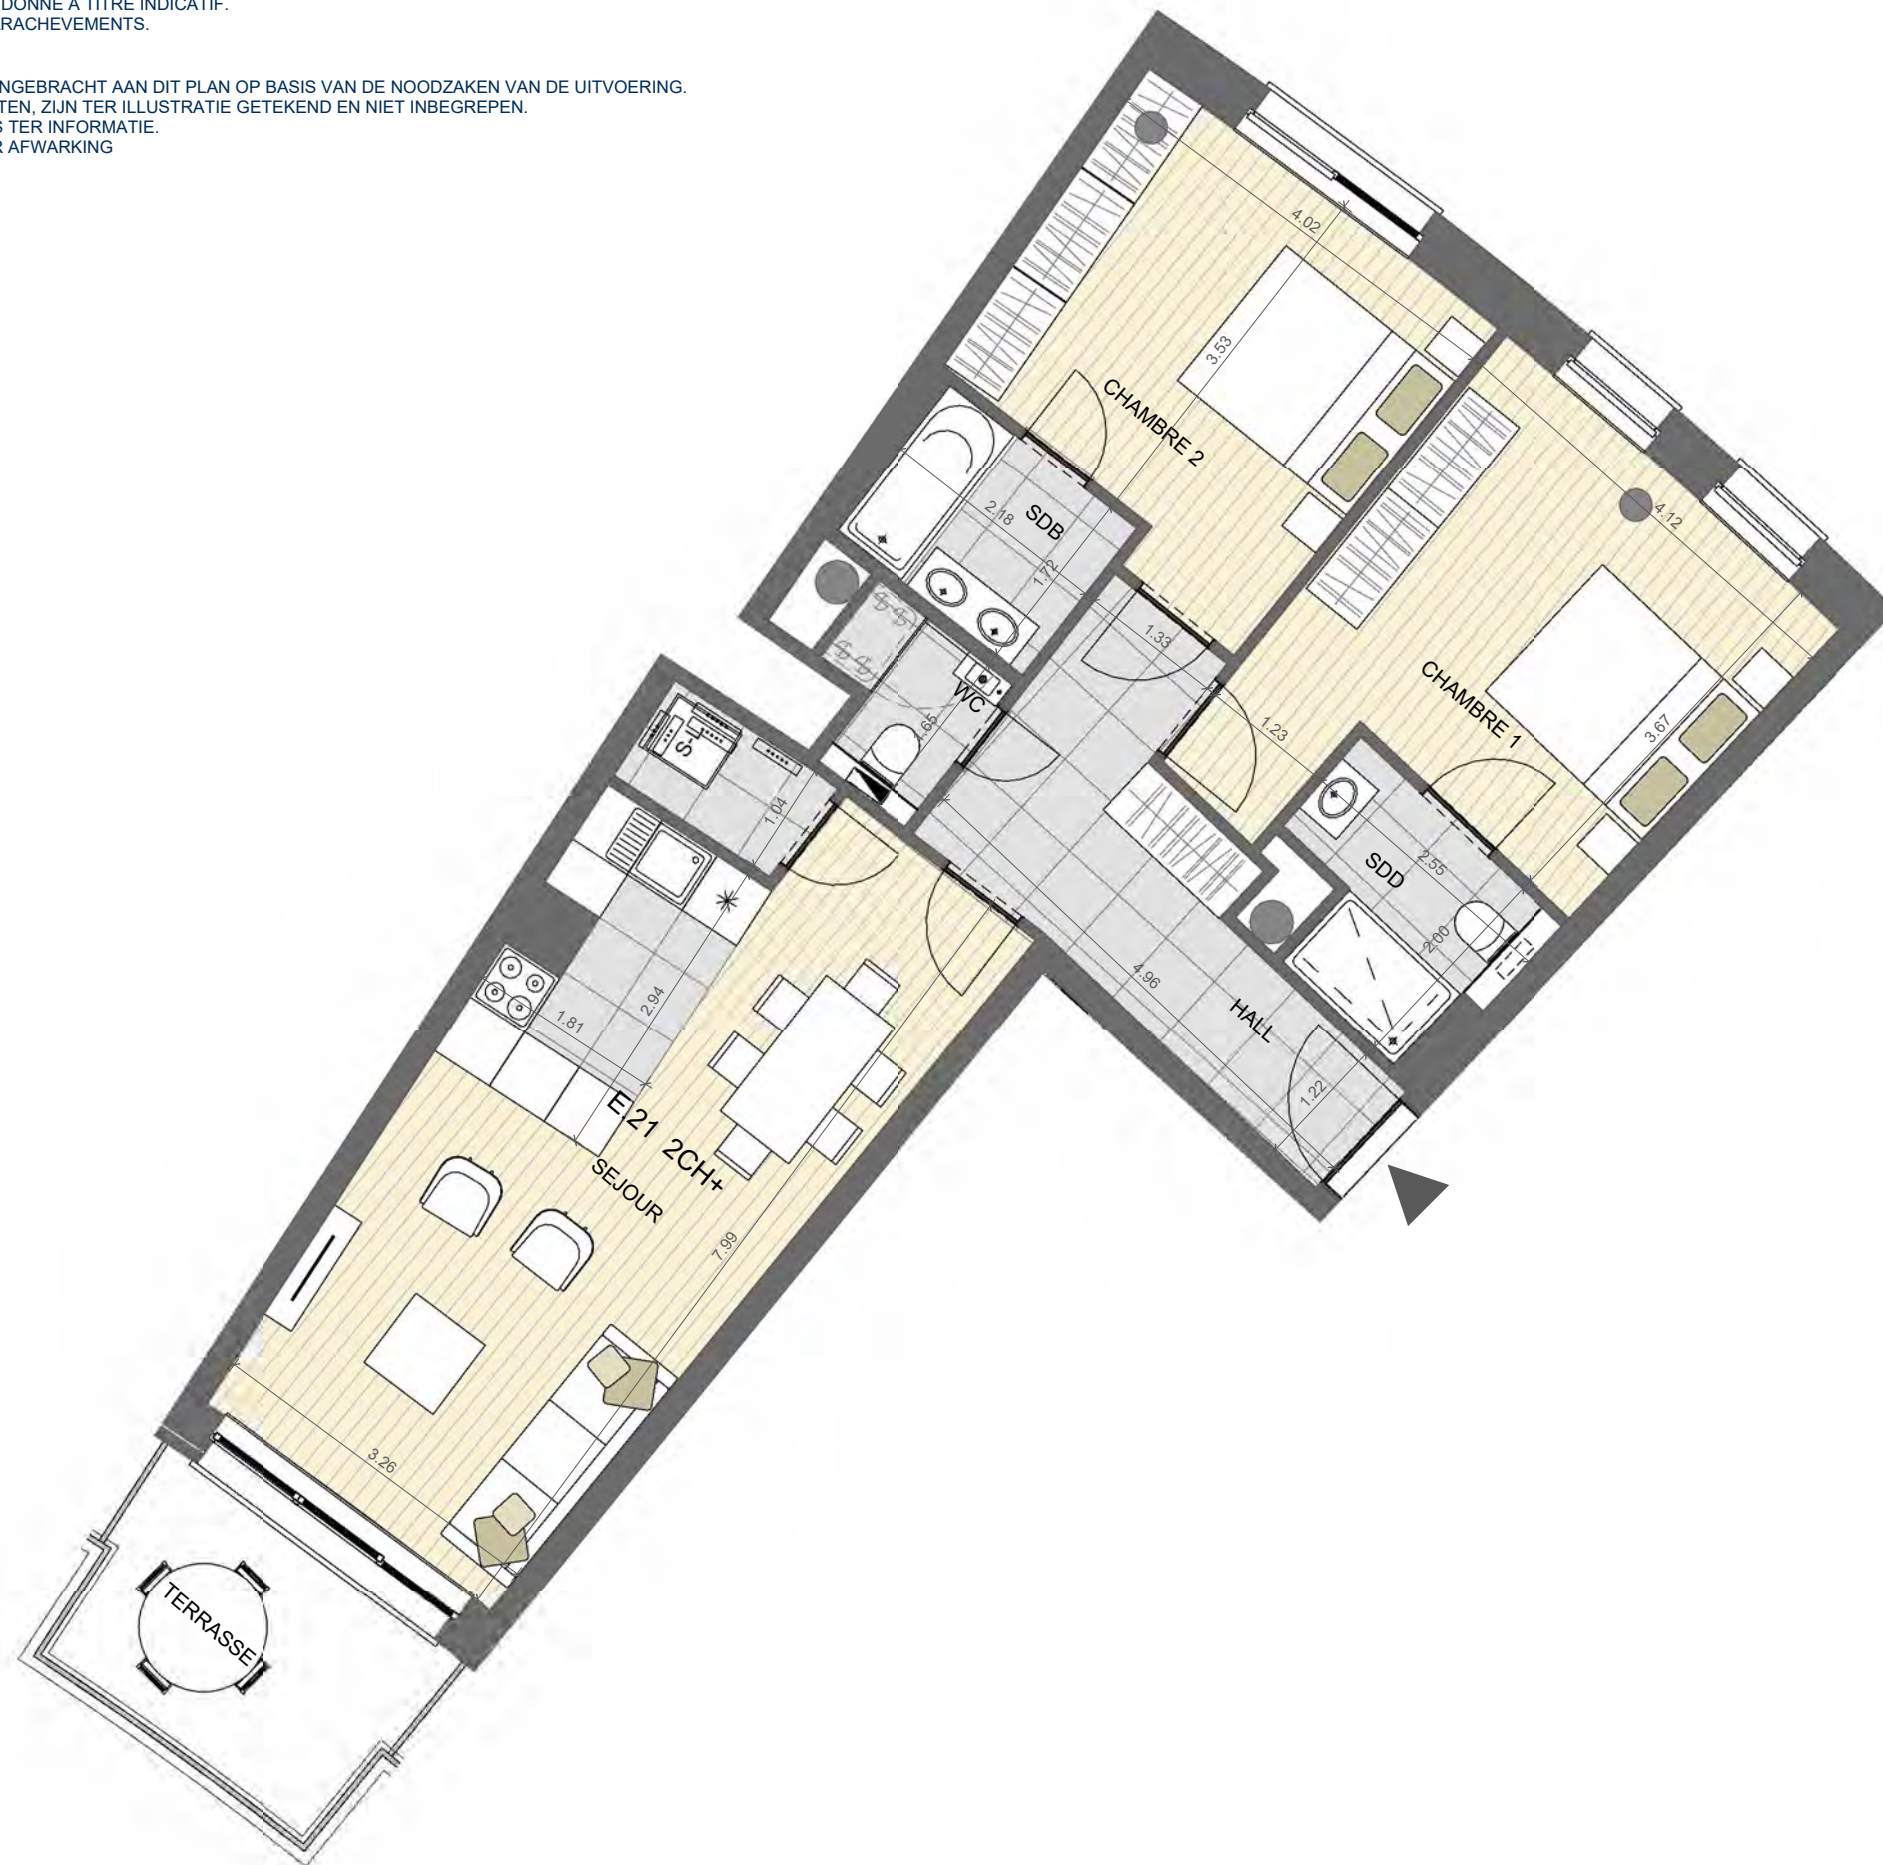 DONNE A TITRE INDICATIF.
RACHEVEMENTS.
NGEBRACHT AAN DIT PLAN OP BASIS VAN DE NOODZAKEN VAN DE UITVOERING.
TEN, ZIJN TER ILLUSTRATIE GETEKEND EN NIET INBEGREPEN.
S TER INFORMATIE.
R AFWARKING
4.02
3.53
CHAMBRE 2
4.12
2.18
SDB
1.72
1.33
WC
1.65
1.23
CHAMBRE 1
3.67
S-L
1.04
SDD
2.55
2.00
4.96
HALL
1.22
2.94
1.81
E.21 2CH+
SEJOUR
7.99
3.26
TERRASSE